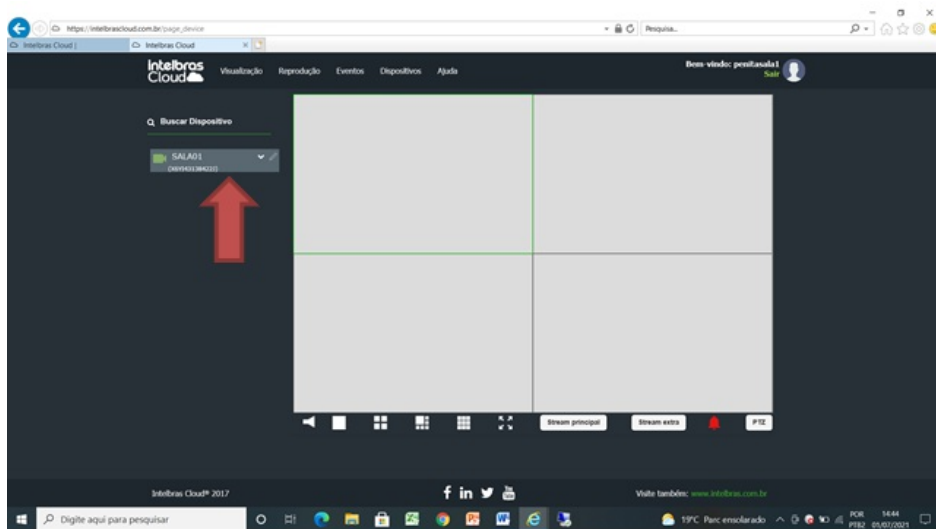 https://intelbrascloud.com.br/page_device
Pesquisa...
Intelbras Cloud |
Intelbras Cloud
intelbras
Cloud
Visualização
Reprodução
Eventos
Dispositivos
Ajuda
Bem-vindo: penitasala1
Sair
Buscar Dispositivo
SALA01
Stream principal
Stream extra
PTZ
Intelbras Cloud® 2017
Visite também: www.intelbras.com.br
Digite aqui para pesquisar
19°C Parc ensolarado
POR
PTB2
14:44
01/07/2021